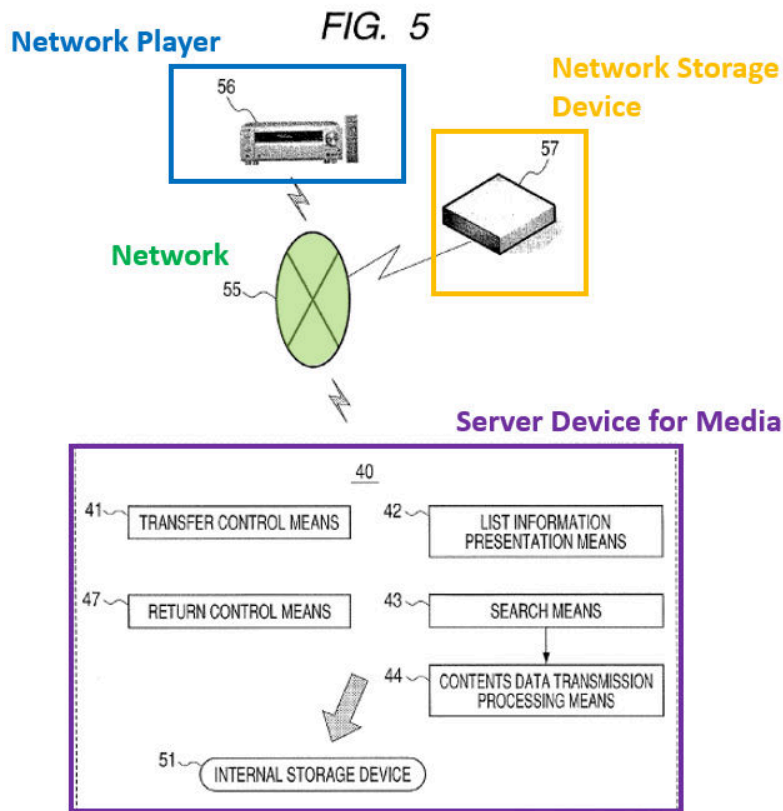 FIG. 5
Network Player
56
Network Storage
Device
57
Network
55
Server Device for Media
40
41
TRANSFER CONTROL MEANS
42
LIST INFORMATION
PRESENTATION MEANS
47
RETURN CONTROL MEANS
43
SEARCH MEANS
44
CONTENTS DATA TRANSMISSION
PROCESSING MEANS
51
INTERNAL STORAGE DEVICE